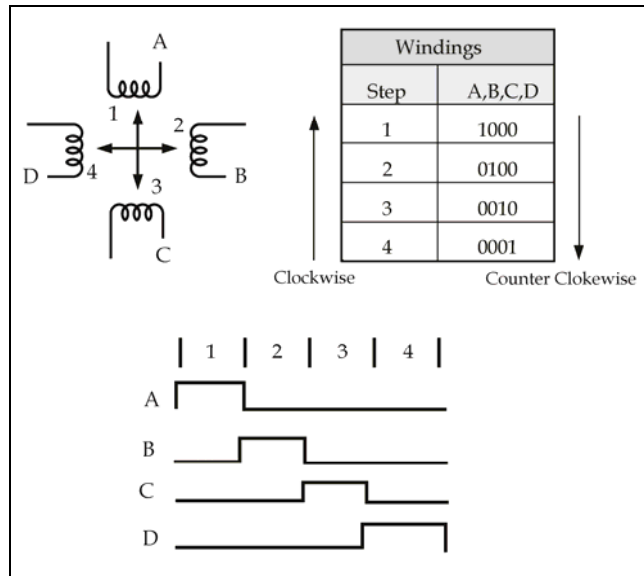 A
1
2
D
4
B
3
C
Windings
Step A,B,C,D
1 1000
2 0100
3 0010
4 0001
Clockwise
Counter Clokewise
1 2 3 4
A
B
C
D